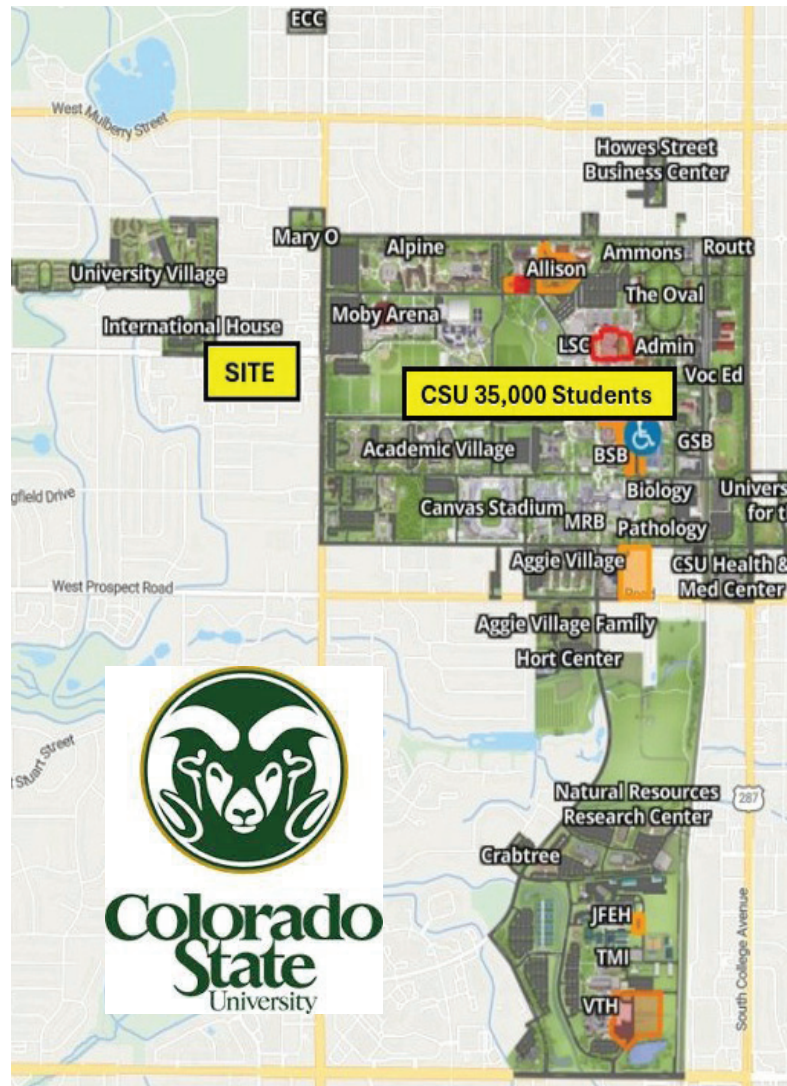 ECC
West Mulberry Street
Howes Street
Business Center
Mary O
Alpine
Ammons
Routt
Allison
University Village
The Oval
International House
Moby Arena
LSC
Admin
SITE
Voc Ed
CSU 35,000 Students
Academic Village
BSB
GSB
gfield Drive
Biology
Univers
for t
Canvas Stadium
MRB
Pathology
Aggie Village
CSU Health &
Med Center
West Prospect Road
Road
Aggie Village Family
Hort Center
Stuart Street
Natural Resources
Research Center
287
Crabtree
Colorado
State
University
JFEH
TMI
VTH
South College Avenue